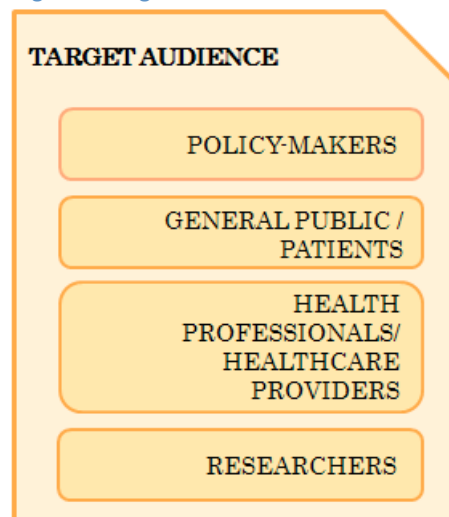 TARGET AUDIENCE
POLICY-MAKERS
GENERAL PUBLIC /
PATIENTS
HEALTH
PROFESSIONALS/
HEALTHCARE
PROVIDERS
RESEARCHERS